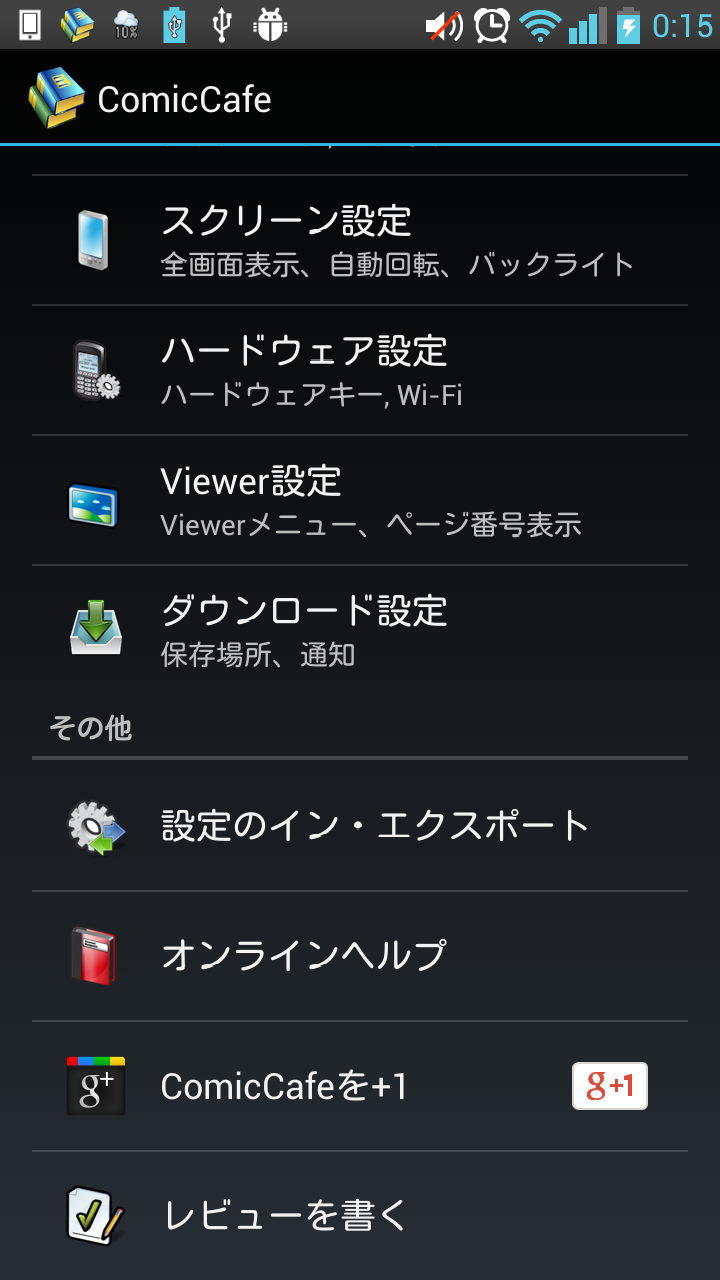 10%
0:15
ComicCafe
スクリーン設定
全画面表示、自動回転、バックライト
ハードウェア設定
ハードウェアキー, Wi-Fi
Viewer設定
Viewerメニュー、ページ番号表示
ダウンロード設定
保存場所、通知
その他
設定のイン・エクスポート
オンラインヘルプ
g+
ComicCafeを+1
g+1
レビューを書く